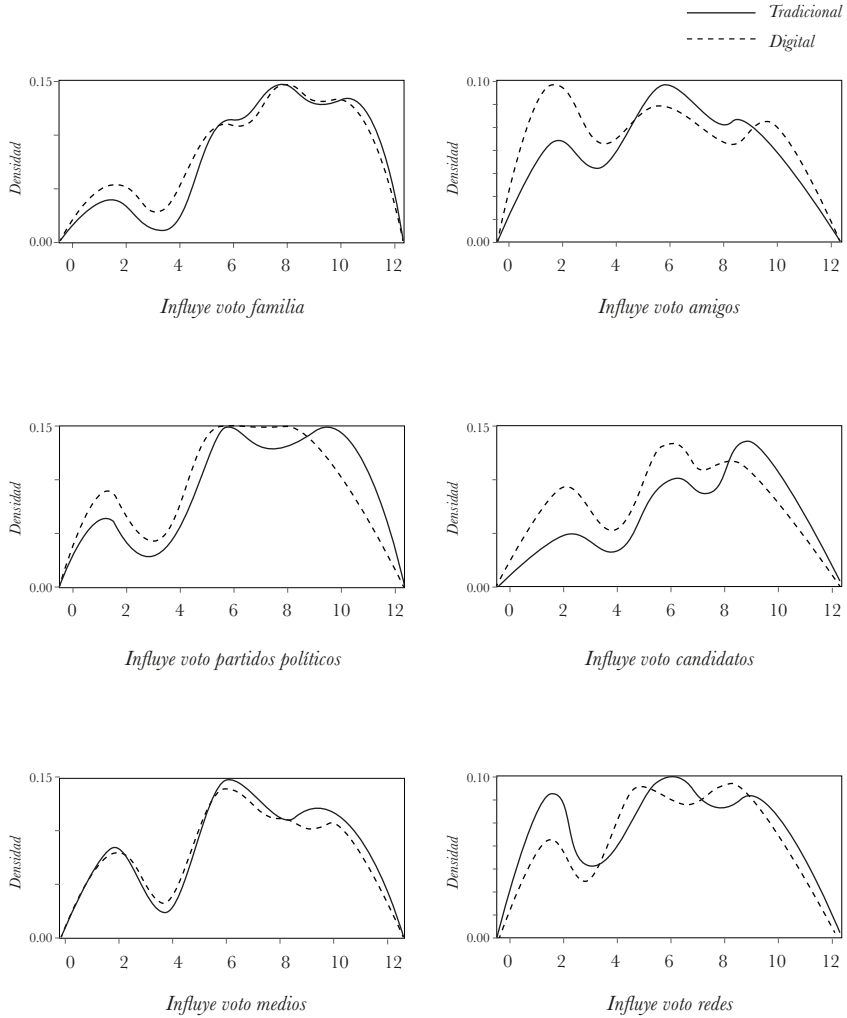 Tradicional
Digital
0.15
Densidad
0.00
0 2 4 6 8 10 12
Influye voto familia
0.10
Densidad
0.00
0 2 4 6 8 10 12
Influye voto amigos
0.15
Densidad
0.00
0 2 4 6 8 10 12
Influye voto partidos políticos
0.15
Densidad
0.00
0 2 4 6 8 10 12
Influye voto candidatos
0.15
Densidad
0.00
0 2 4 6 8 10 12
Influye voto medios
0.10
Densidad
0.00
0 2 4 6 8 10 12
Influye voto redes